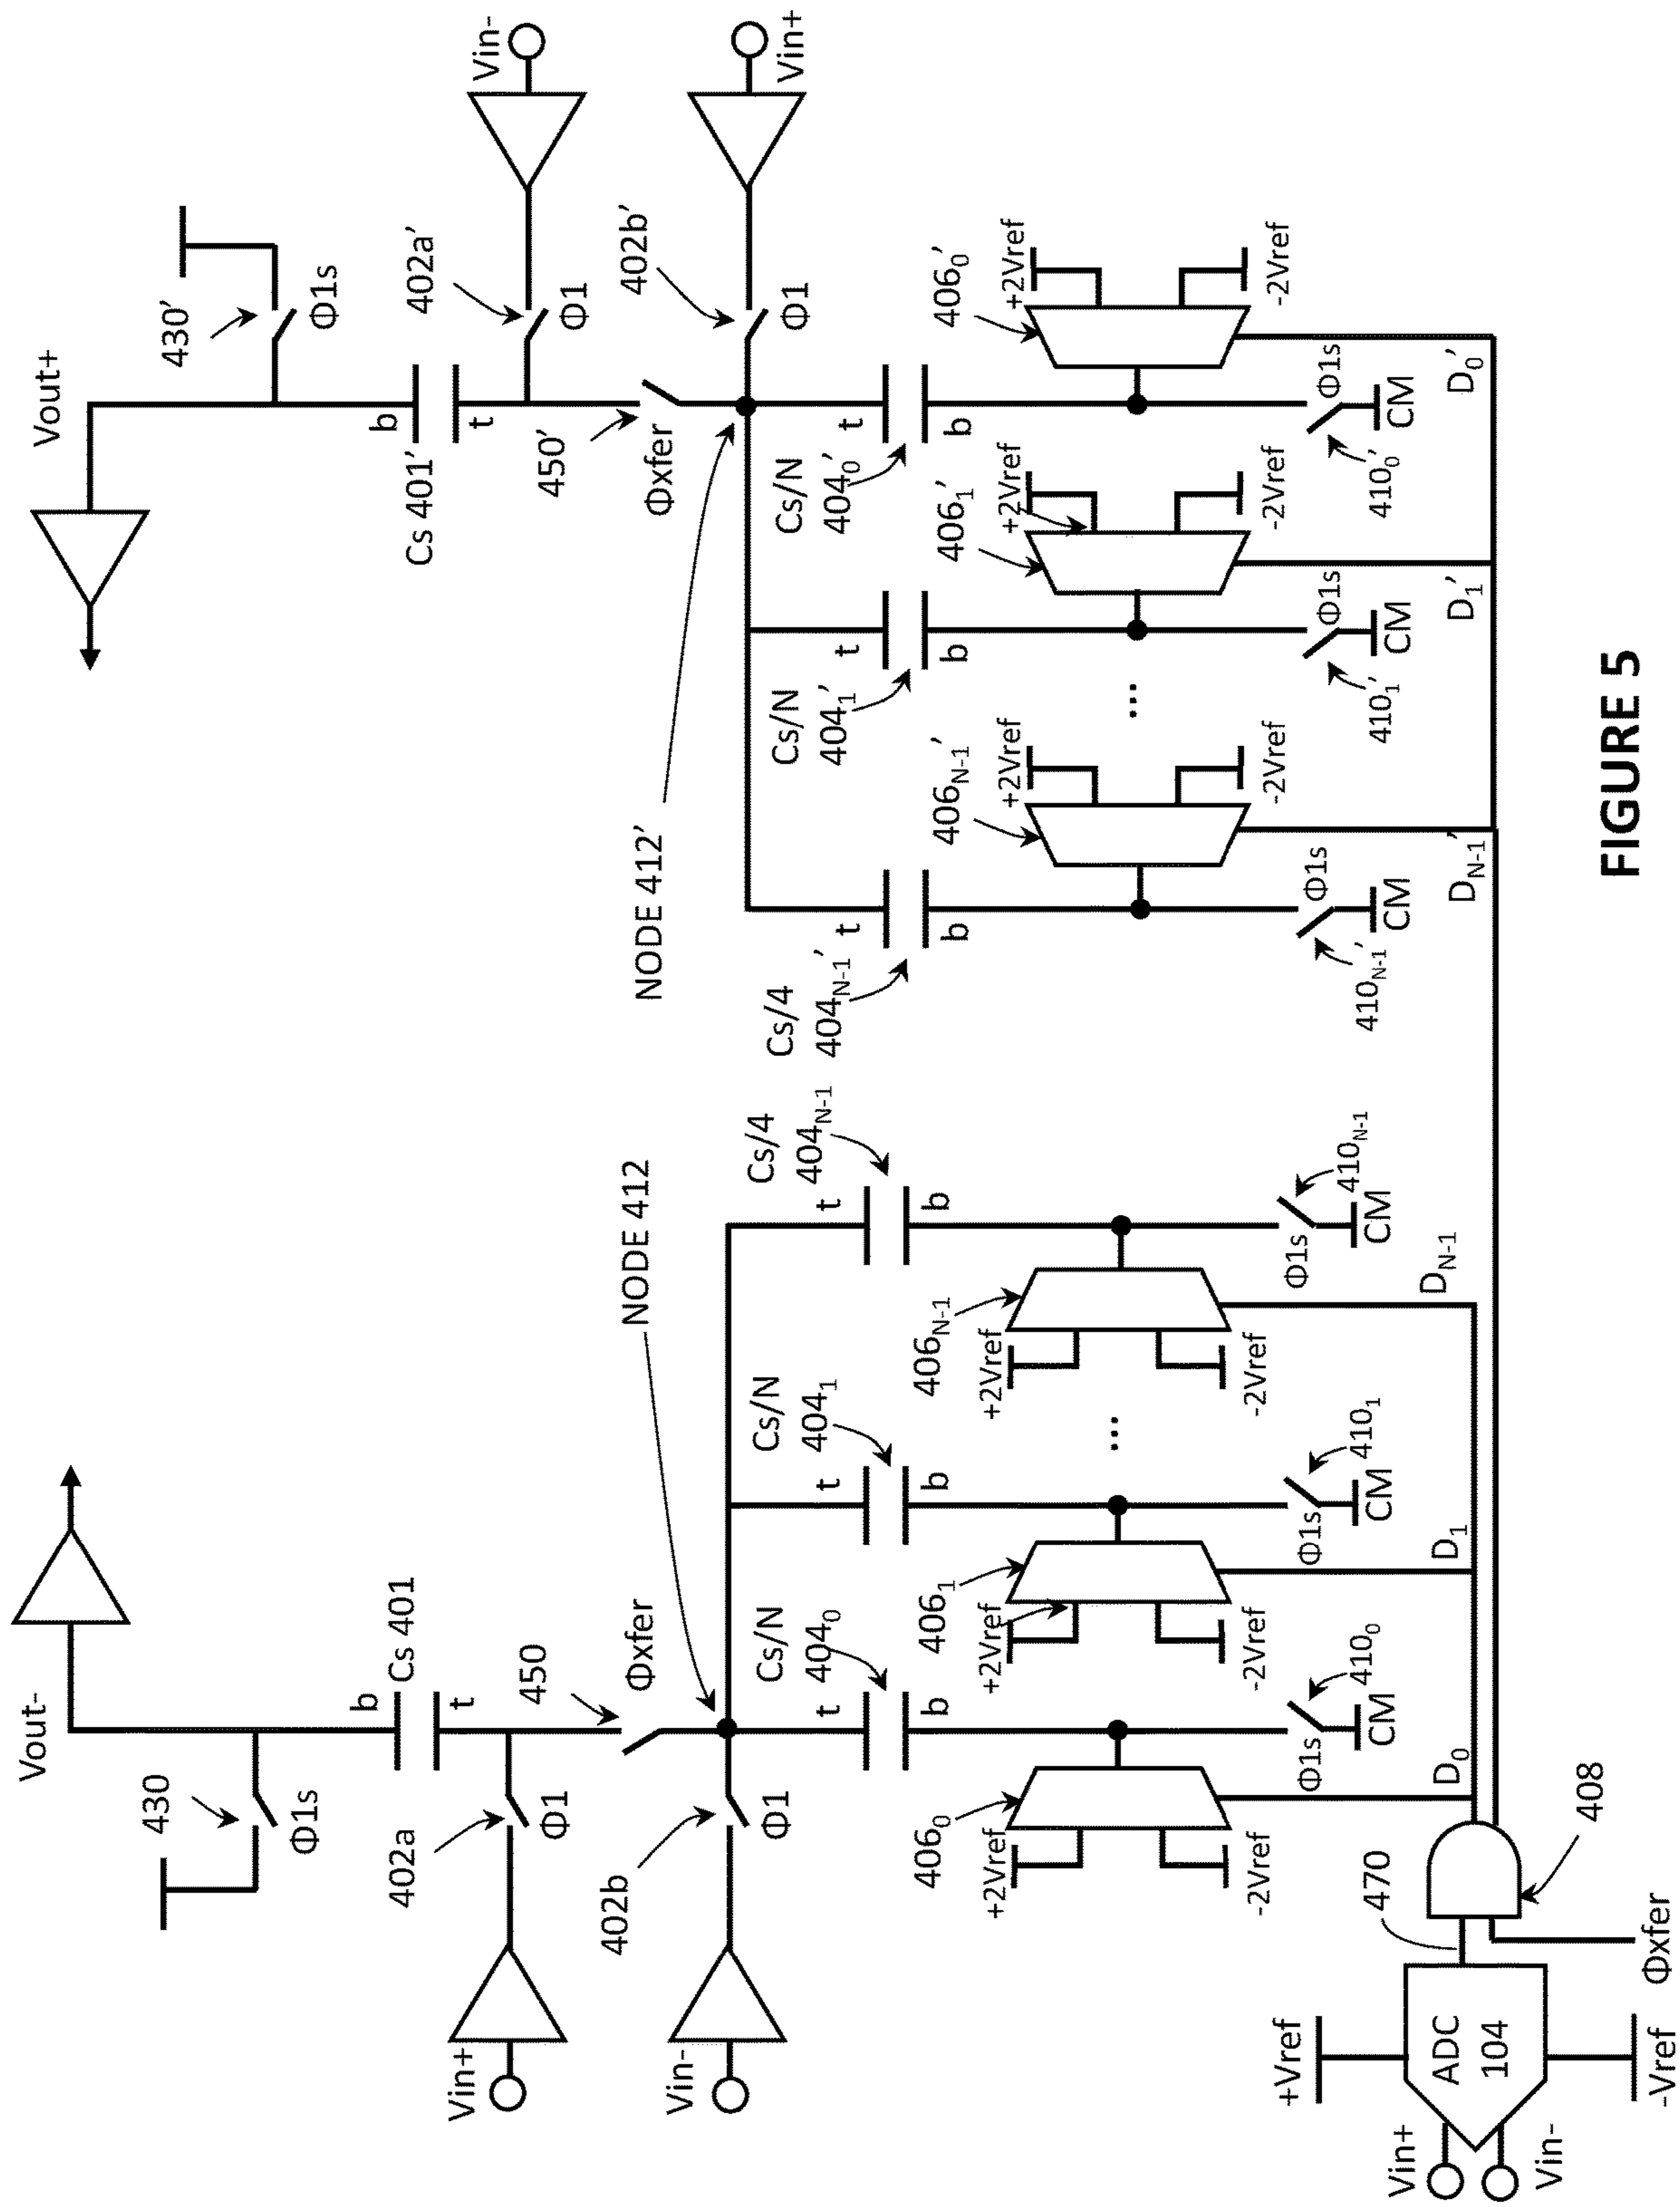 Vout-
430
Φ1s
b
Cs 401
t
402a
Φ1
Vin+
450
Φxfer
402b
Φ1
Vin-
NODE 412
Cs/N
404₀
t
b
Cs/N
404₁
t
b
Cs/4
404N-1
t
b
406₀
+2Vref
-2Vref
406₁
+2Vref
-2Vref
...
406N-1
+2Vref
-2Vref
Φ1s
410₀
CM
Φ1s
410₁
CM
Φ1s
410N-1
CM
D₀
D₁
DN-1
408
470
Φxfer
+Vref
ADC
104
-Vref
Vin+
Vin-
Vout+
430'
Φ1s
b
Cs 401'
t
402a'
Φ1
Vin-
450'
Φxfer
402b'
Φ1
Vin+
NODE 412'
Cs/4
404N-1'
t
b
Cs/N
404₁'
t
b
Cs/N
404₀'
t
b
406N-1'
+2Vref
-2Vref
...
406₁'
+2Vref
-2Vref
406₀'
+2Vref
-2Vref
Φ1s
410N-1'
CM
Φ1s
410₁'
CM
Φ1s
410₀'
CM
DN-1'
D₁'
D₀'
FIGURE 5